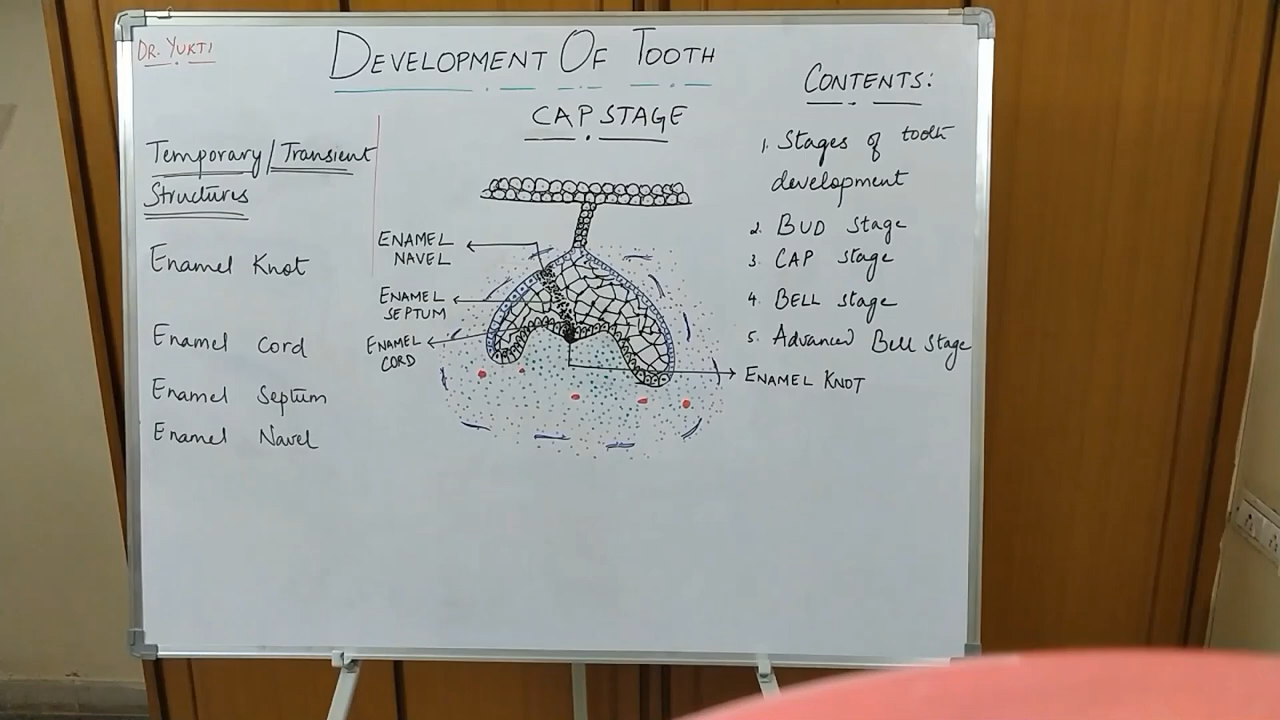 DR. YUKTI
DEVELOPMENT OF TOOTH
CAP STAGE
Temporary/Transient
Structures
Enamel Knot
Enamel Cord
Enamel Septum
Enamel Navel
ENAMEL
NAVEL
ENAMEL
SEPTUM
ENAMEL
CORD
ENAMEL KNOT
CONTENTS:
1. Stages of tooth
development
2. BUD Stage
3. CAP stage
4. BELL stage
5. Advanced Bell Stage